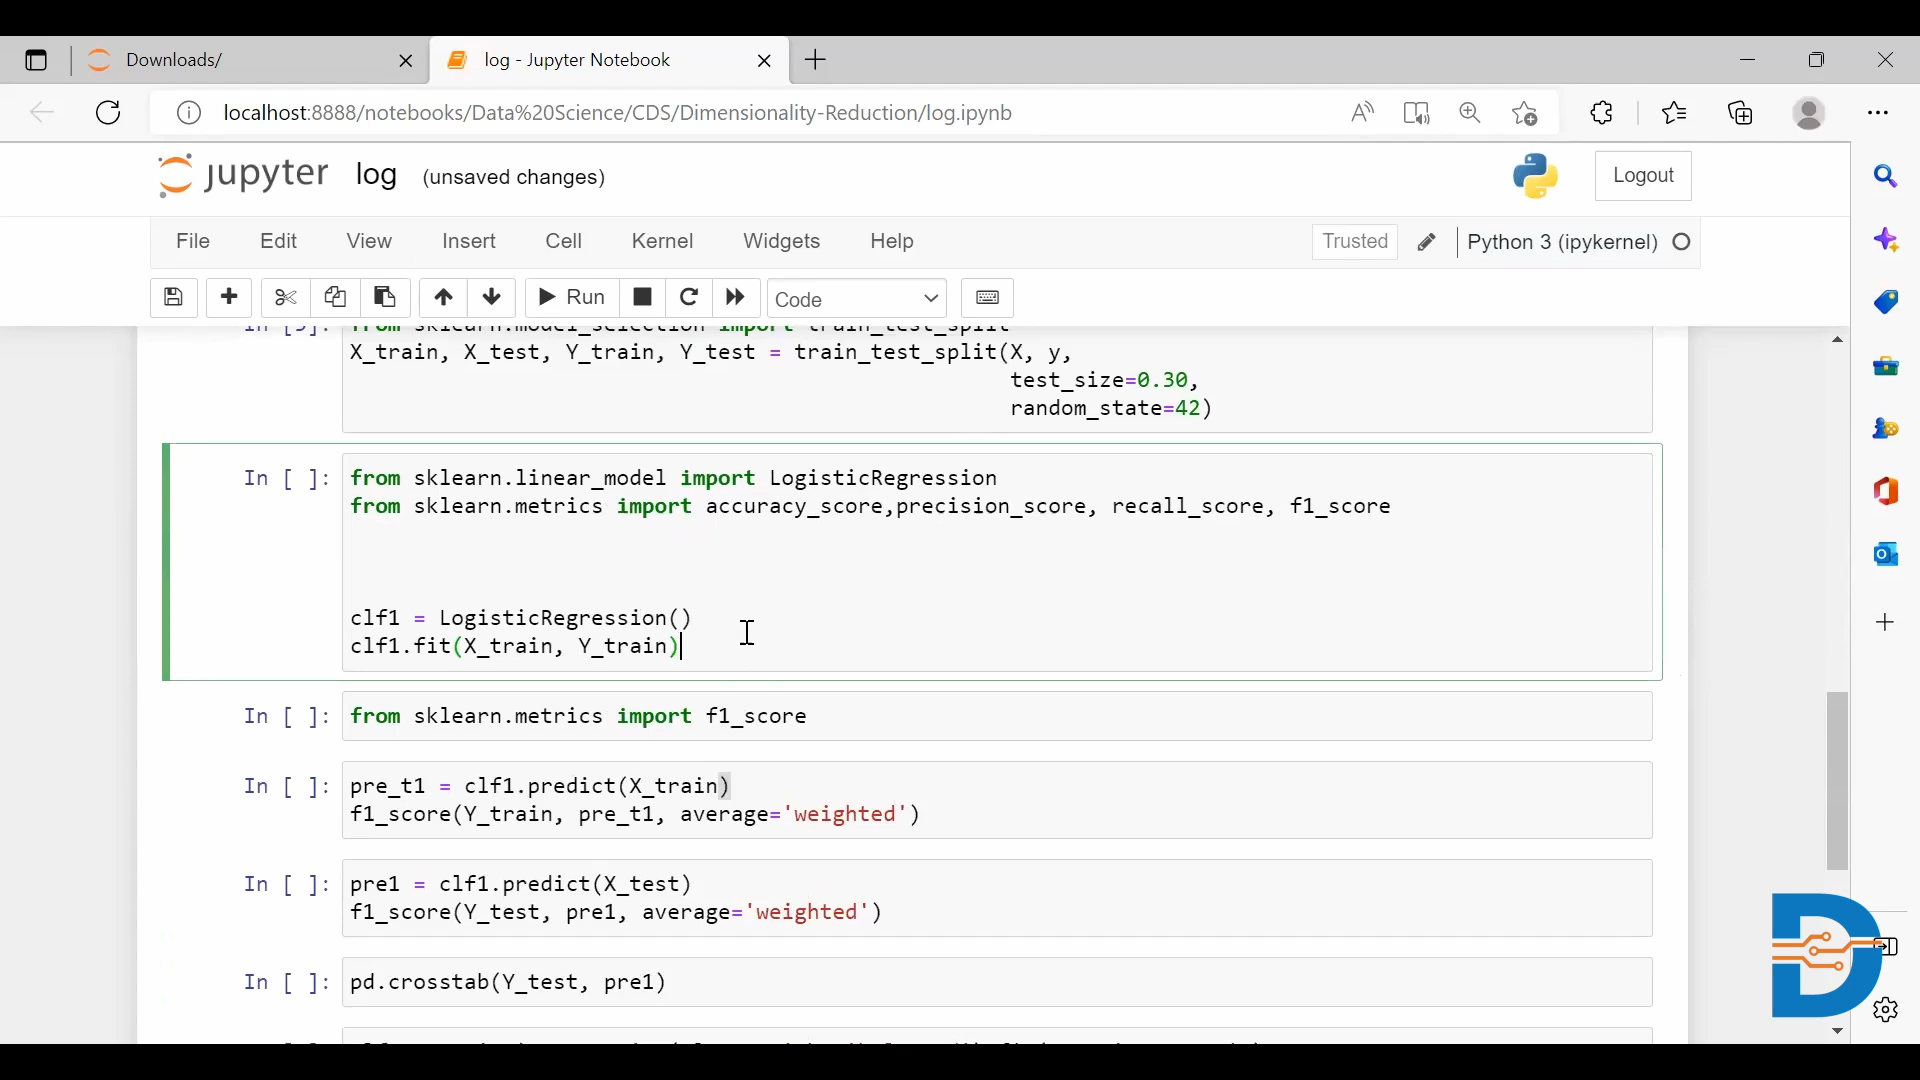 Downloads/
log - Jupyter Notebook
localhost:8888/notebooks/Data%20Science/CDS/Dimensionality-Reduction/log.ipynb
jupyter log (unsaved changes)
Logout
File Edit View Insert Cell Kernel Widgets Help
Trusted Python 3 (ipykernel)
Run Code
from sklearn.model_selection import train_test_split
X_train, X_test, Y_train, Y_test = train_test_split(X, y,
test_size=0.30,
random_state=42)
In [ ]: from sklearn.linear_model import LogisticRegression
from sklearn.metrics import accuracy_score,precision_score, recall_score, f1_score
clf1 = LogisticRegression()
clf1.fit(X_train, Y_train)
In [ ]: from sklearn.metrics import f1_score
In [ ]: pre_t1 = clf1.predict(X_train)
f1_score(Y_train, pre_t1, average='weighted')
In [ ]: pre1 = clf1.predict(X_test)
f1_score(Y_test, pre1, average='weighted')
In [ ]: pd.crosstab(Y_test, pre1)